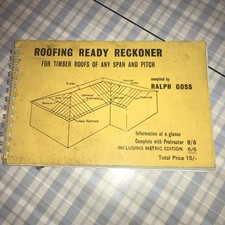 ROOFING READY RECKONER
FOR TIMBER ROOFS OF ANY SPAN AND PITCH
compiled by
RALPH GOSS
Information at a glance
Complete with Protractor 8/6
INCLUDING METRIC EDITION 6/6
Total Price 15/-